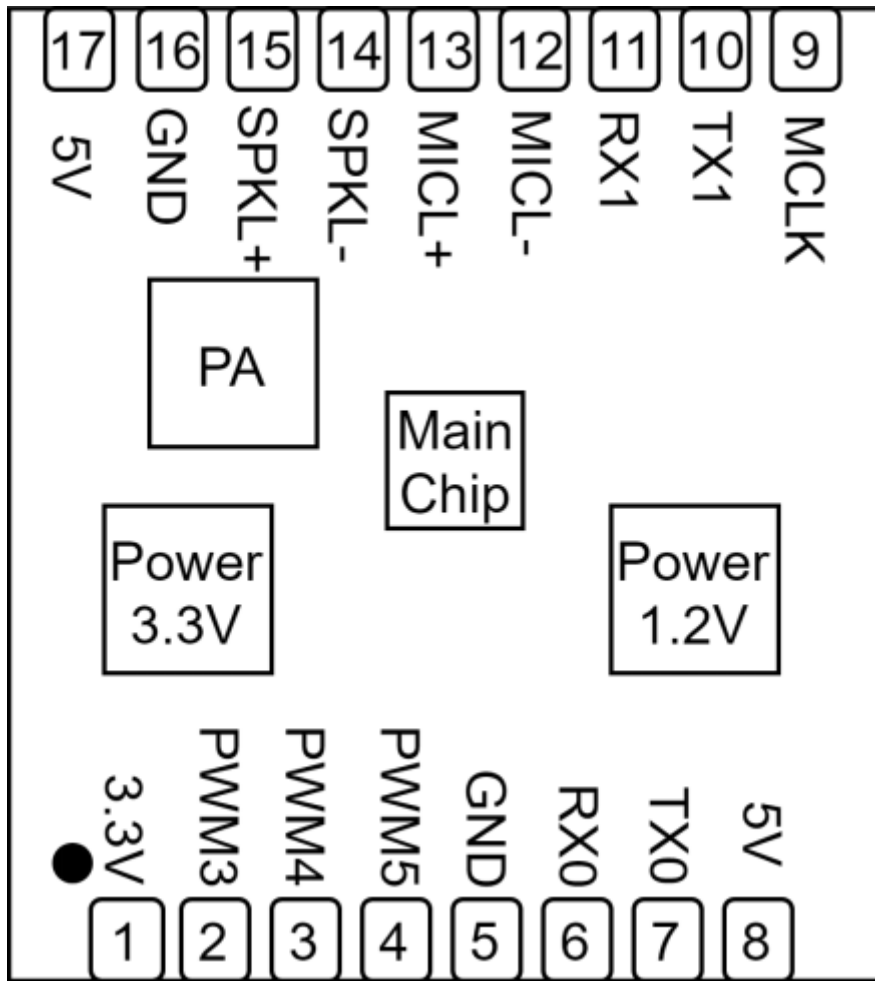 17 16 15 14 13 12 11 10 9
5V GND SPKL+ SPKL- MICL+ MICL- RX1 TX1 MCLK
PA
Main
Chip
Power
3.3V
Power
1.2V
3.3V PWM3 PWM4 PWM5 GND RX0 TX0 5V
1 2 3 4 5 6 7 8